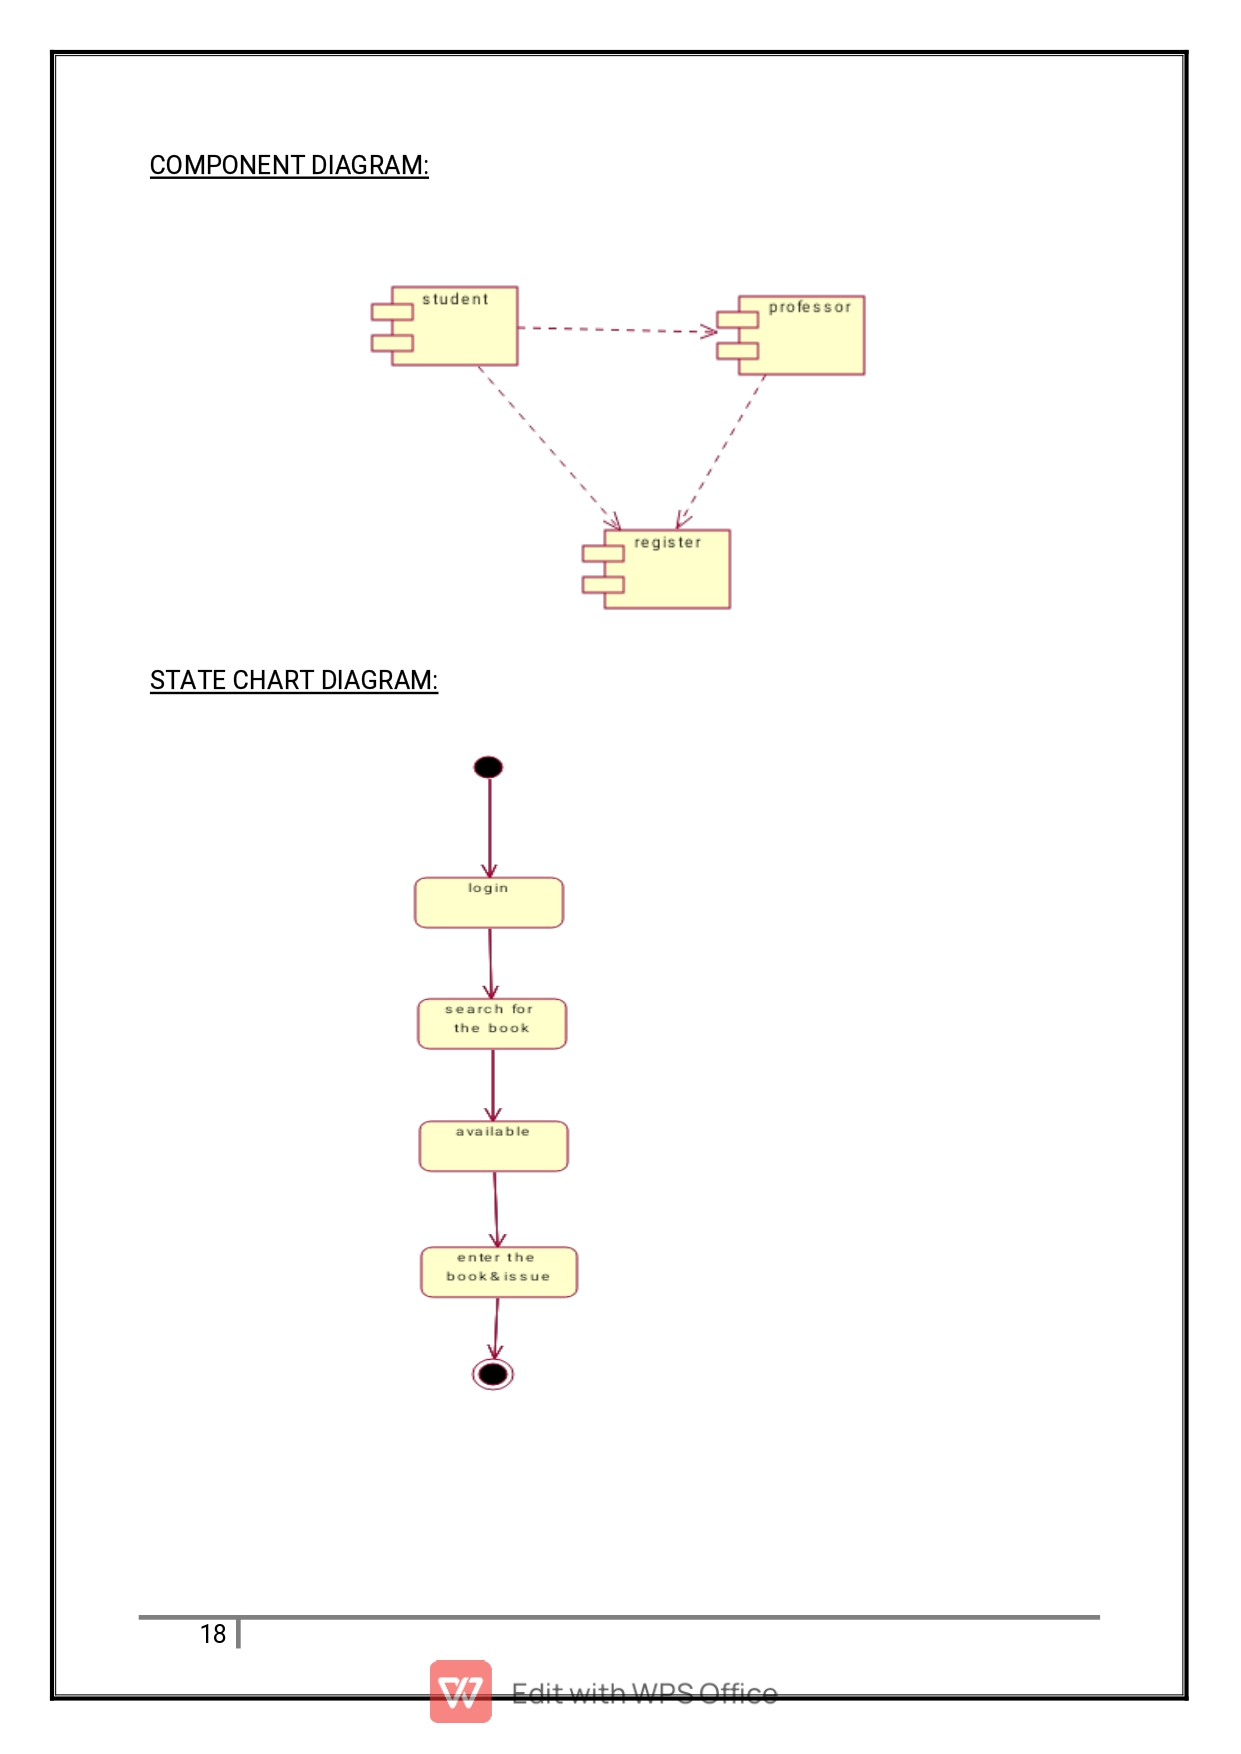 COMPONENT DIAGRAM:
student
professor
register
STATE CHART DIAGRAM:
login
search for
the book
available
enter the
book&issue
18
Edit with WPS Office